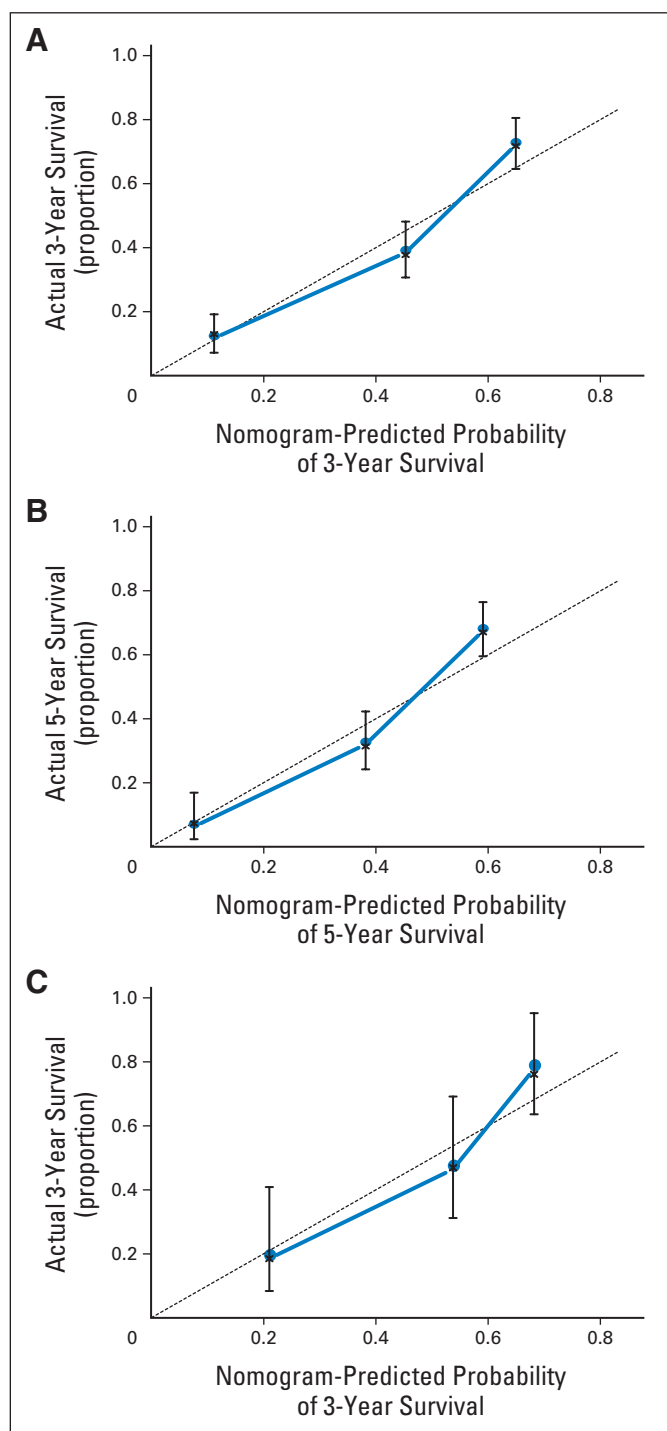 A
1.0
0.8
0.6
0.4
0.2
0
0.2
0.4
0.6
0.8
Actual 3-Year Survival
(proportion)
Nomogram-Predicted Probability
of 3-Year Survival
B
1.0
0.8
0.6
0.4
0.2
0
0.2
0.4
0.6
0.8
Actual 5-Year Survival
(proportion)
Nomogram-Predicted Probability
of 5-Year Survival
C
1.0
0.8
0.6
0.4
0.2
0
0.2
0.4
0.6
0.8
Actual 3-Year Survival
(proportion)
Nomogram-Predicted Probability
of 3-Year Survival